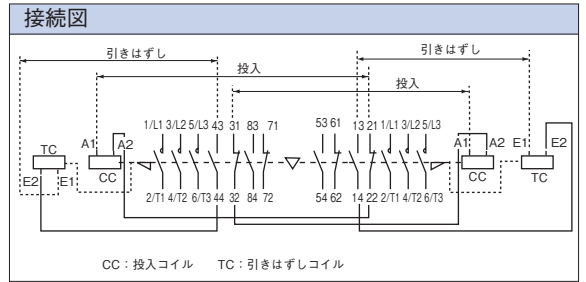 接続図
引きはずし 引きはずし
投入
投入
1/L1 3/L2 5/L3 43 31 83 71 53 61 13 21 1/L1 3/L2 5/L3
TC A1 A2 A1 A2 E1 E2
E2 E1 CC CC TC
2/T1 4/T2 6/T3 44 32 84 72 54 62 14 22 2/T1 4/T2 6/T3
CC：投入コイル TC：引きはずしコイル